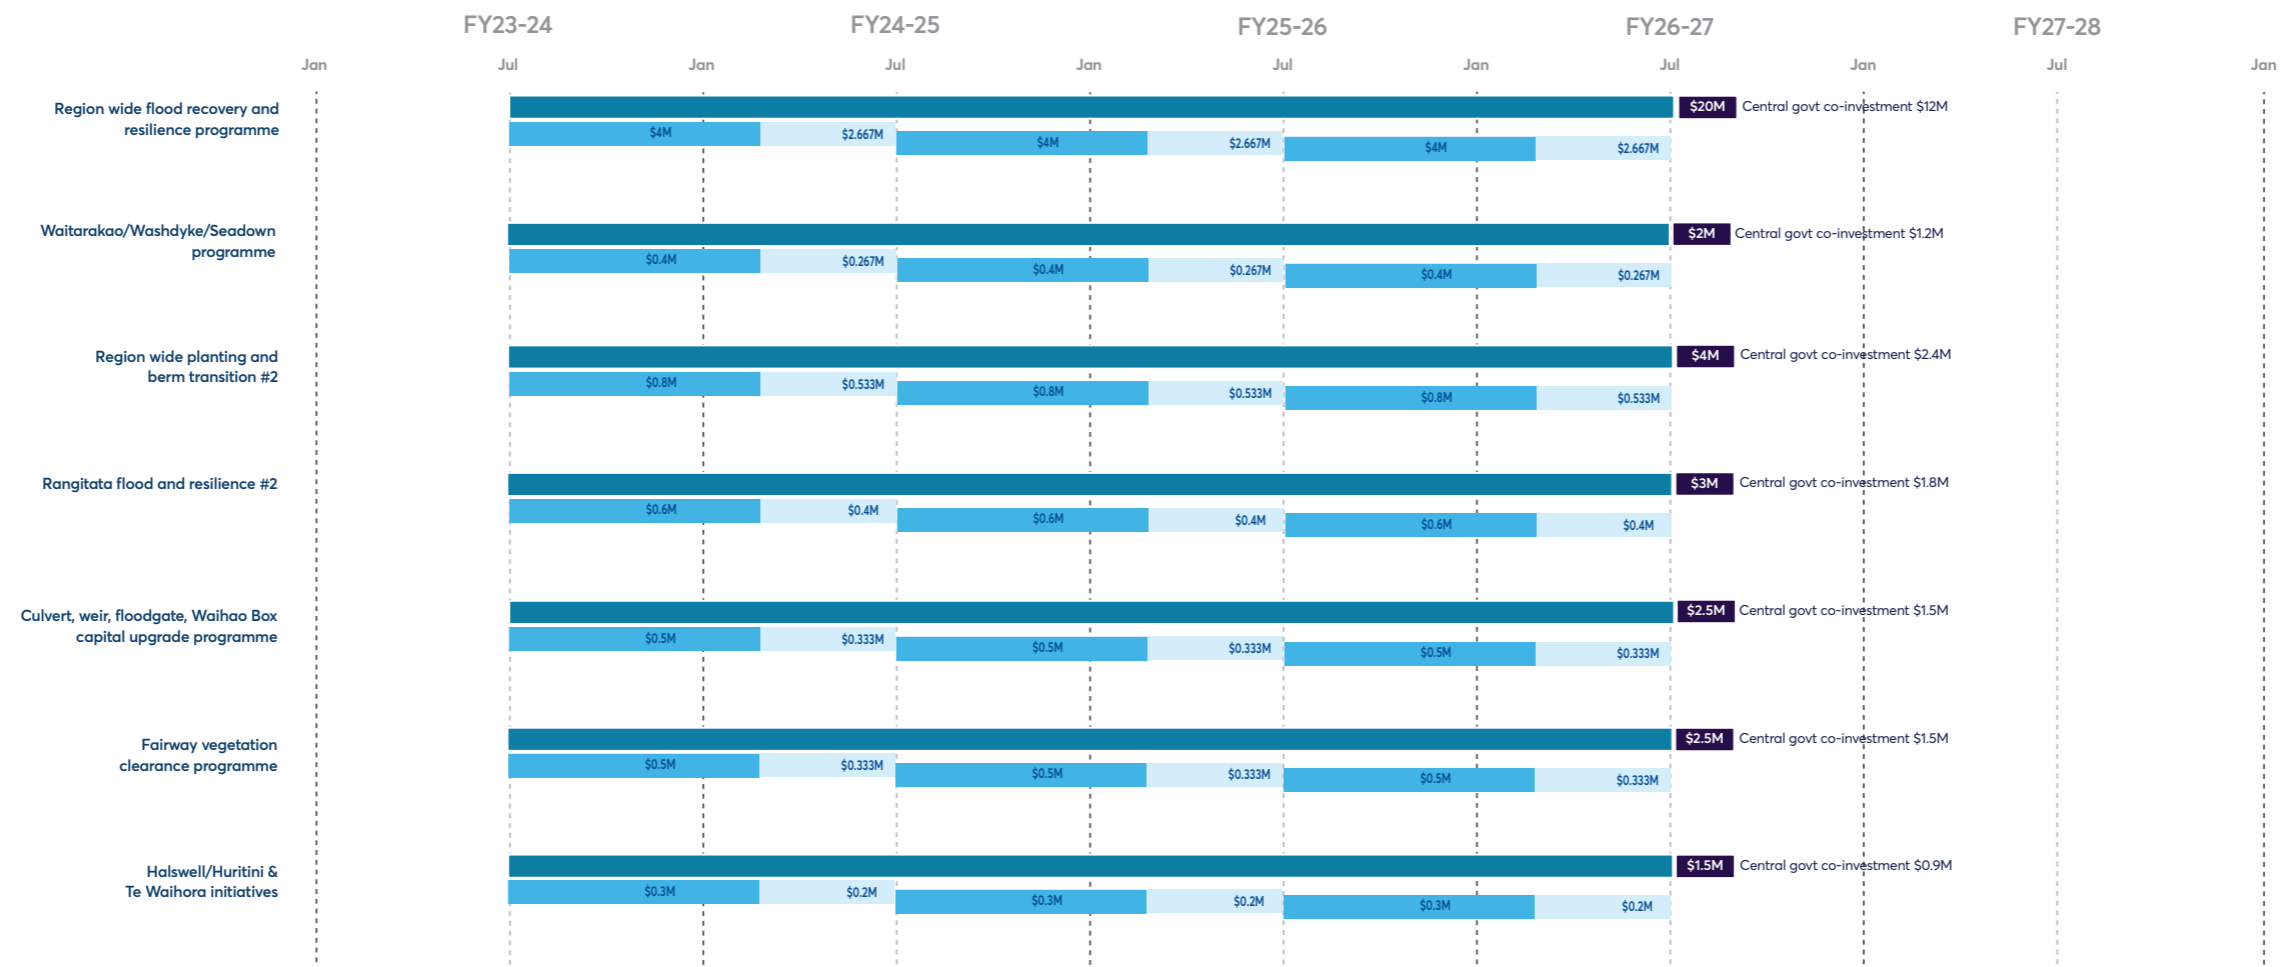 FY23-24 FY24-25 FY25-26 FY26-27 FY27-28
Jan Jul Jan Jul Jan Jul Jan Jul Jan Jul Jan
Region wide flood recovery and
resilience programme
$20M Central govt co-investment $12M
$4M $2.667M $4M $2.667M $4M $2.667M
Waitarakao/Washdyke/Seadown
programme
$2M Central govt co-investment $1.2M
$0.4M $0.267M $0.4M $0.267M $0.4M $0.267M
Region wide planting and
berm transition #2
$4M Central govt co-investment $2.4M
$0.8M $0.533M $0.8M $0.533M $0.8M $0.533M
Rangitata flood and resilience #2
$3M Central govt co-investment $1.8M
$0.6M $0.4M $0.6M $0.4M $0.6M $0.4M
Culvert, weir, floodgate, Waihao Box
capital upgrade programme
$2.5M Central govt co-investment $1.5M
$0.5M $0.333M $0.5M $0.333M $0.5M $0.333M
Fairway vegetation
clearance programme
$2.5M Central govt co-investment $1.5M
$0.5M $0.333M $0.5M $0.333M $0.5M $0.333M
Halswell/Huritini &
Te Waihora initiatives
$1.5M Central govt co-investment $0.9M
$0.3M $0.2M $0.3M $0.2M $0.3M $0.2M